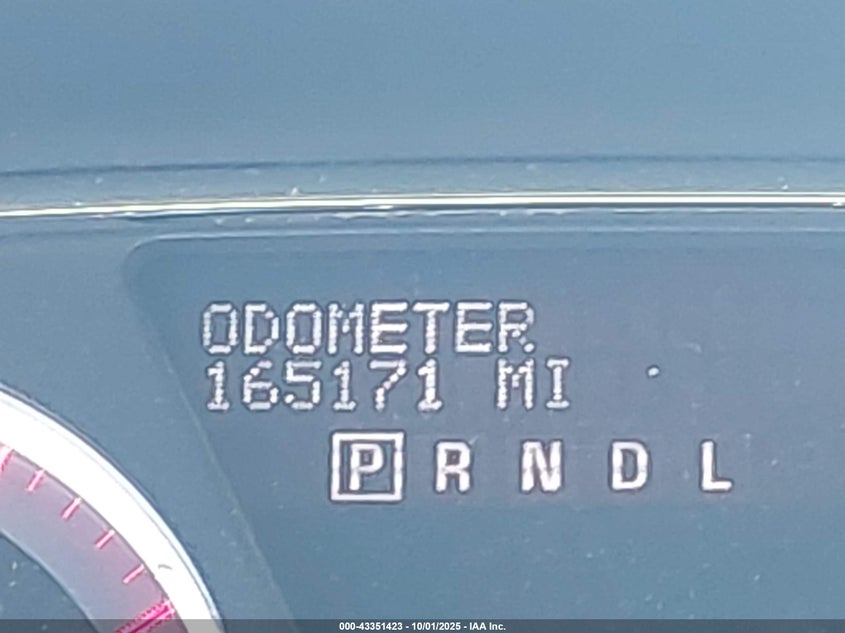 ODOMETER
165171 MI
P R N D L
000-43351423 - 10/01/2025 - IAA Inc.